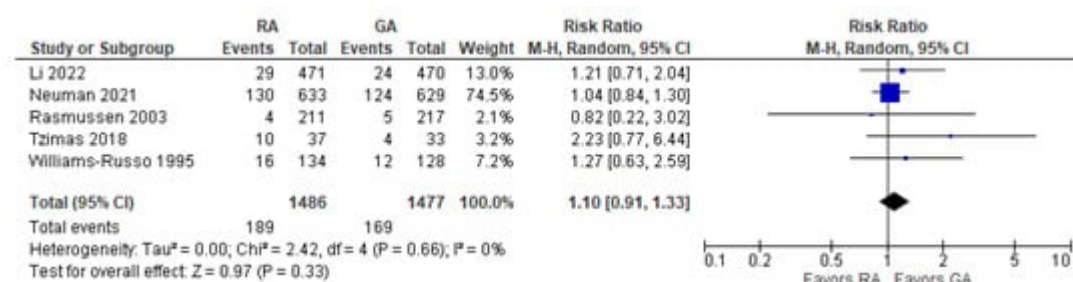 RA GA Risk Ratio Risk Ratio
Study or Subgroup Events Total Events Total Weight M-H, Random, 95% CI M-H, Random, 95% CI
Li 2022 29 471 24 470 13.0% 1.21 [0.71, 2.04]
Neuman 2021 130 633 124 629 74.5% 1.04 [0.84, 1.30]
Rasmussen 2003 4 211 5 217 2.1% 0.82 [0.22, 3.02]
Tzimas 2018 10 37 4 33 3.2% 2.23 [0.77, 6.44]
Williams-Russo 1995 16 134 12 128 7.2% 1.27 [0.63, 2.59]
Total (95% CI) 1486 1477 100.0% 1.10 [0.91, 1.33]
Total events 189 169
Heterogeneity: Tau² = 0.00; Chi² = 2.42, df = 4 (P = 0.66); I² = 0%
Test for overall effect: Z = 0.97 (P = 0.33)
0.1 0.2 0.5 1 2 5 10
Favors RA Favors GA